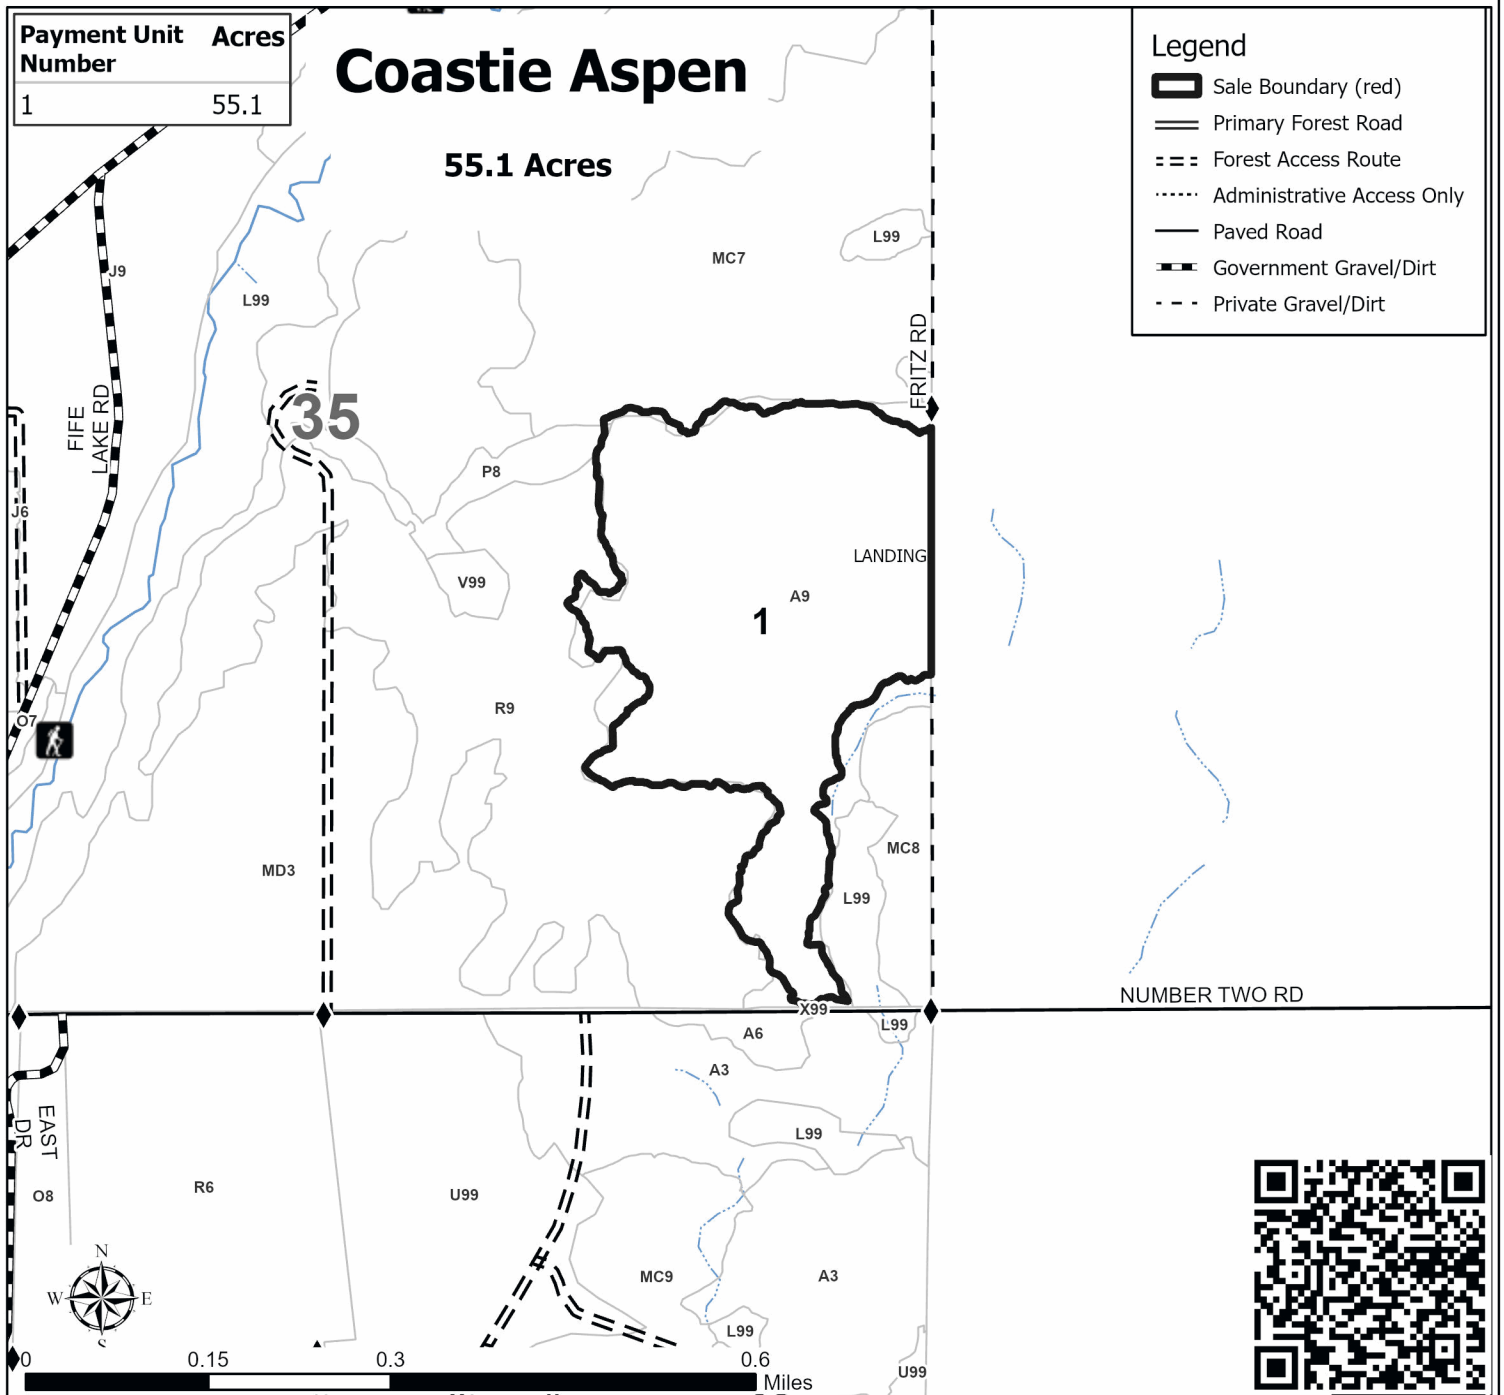 Payment Unit Number Acres
1 55.1
Coastie Aspen
55.1 Acres
Legend
Sale Boundary (red)
Primary Forest Road
Forest Access Route
Administrative Access Only
Paved Road
Government Gravel/Dirt
Private Gravel/Dirt
L99
MC7
J9
L99
FRITZ RD
FIFE
LAKE RD
35
P8
J6
LANDING
V99
A9
1
R9
O7
MC8
MD3
L99
NUMBER TWO RD
X99
L99
A6
A3
EAST
DR
L99
R6
O8
U99
N
W E
S
MC9
A3
L99
U99
0 0.15 0.3 0.6
Miles